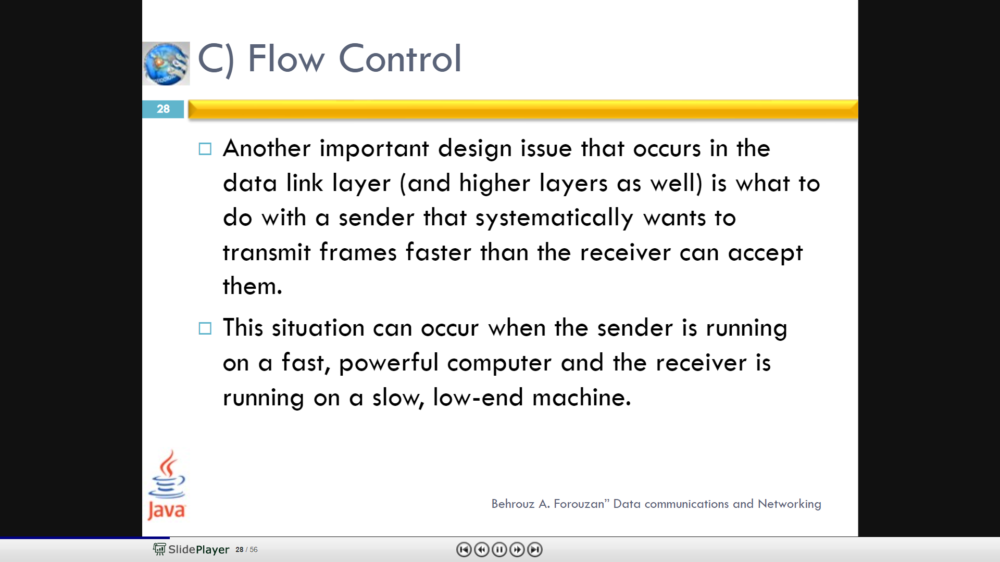 C) Flow Control
28
Another important design issue that occurs in the
data link layer (and higher layers as well) is what to
do with a sender that systematically wants to
transmit frames faster than the receiver can accept
them.
This situation can occur when the sender is running
on a fast, powerful computer and the receiver is
running on a slow, low-end machine.
Java
Behrouz A. Forouzan” Data communications and Networking
SlidePlayer 28 / 56